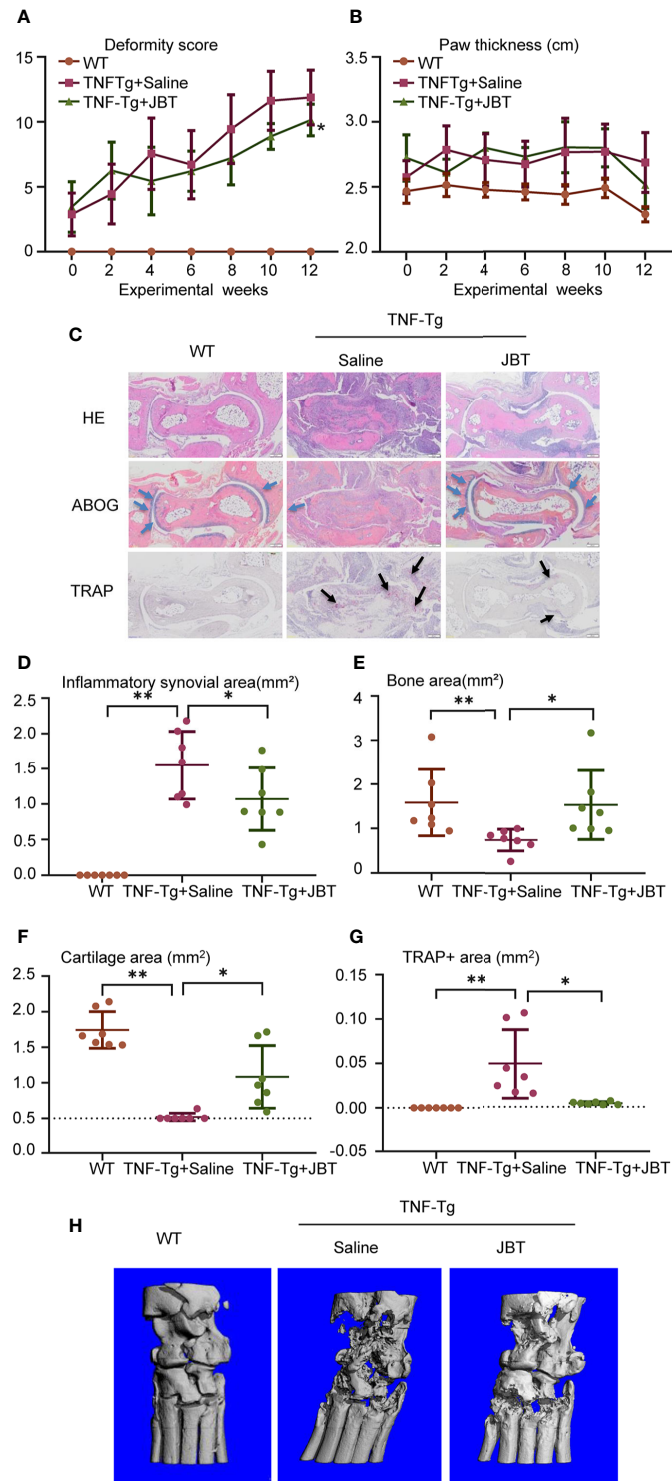 A
Deformity score
WT
TNFTg+Saline
TNF-Tg+JBT
15
10
5
0
*
0 2 4 6 8 10 12
Experimental weeks
B
Paw thickness (cm)
WT
TNFTg+Saline
TNF-Tg+JBT
3.5
3.0
2.5
2.0
0 2 4 6 8 10 12
Experimental weeks
C
TNF-Tg
WT
Saline
JBT
HE
ABOG
TRAP
D
Inflammatory synovial area(mm²)
2.5
2.0
1.5
1.0
0.5
0.0
** *
WT TNF-Tg+Saline TNF-Tg+JBT
E
Bone area(mm²)
4
3
2
1
0
** *
WT TNF-Tg+Saline TNF-Tg+JBT
F
Cartilage area (mm²)
2.5
2.0
1.5
1.0
0.5
0.0
** *
WT TNF-Tg+Saline TNF-Tg+JBT
G
TRAP+ area (mm²)
0.15
0.10
0.05
0.00
-0.05
** *
WT TNF-Tg+Saline TNF-Tg+JBT
H
TNF-Tg
WT
Saline
JBT